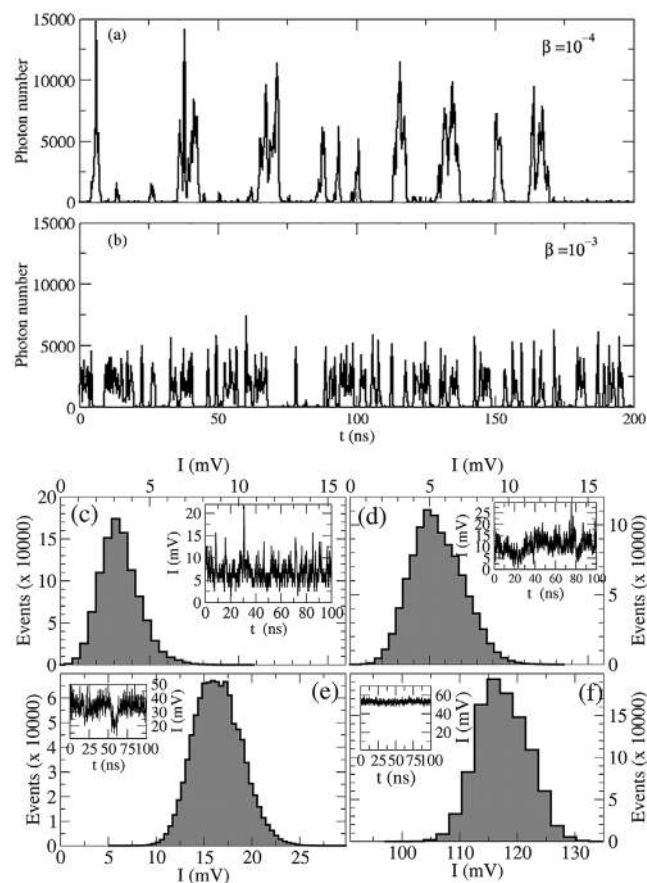 15000
(a)
β=10⁻⁴
10000
Photon number
5000
0
15000
(b)
β=10⁻³
10000
Photon number
5000
0
0 50 100 150 200
t (ns)
I (mV)
I (mV)
0 5 10 15
0 5 10 15
20
(c)
15
10
5
0
Events (x 10000)
20
15
10
5
0
I (mV)
0 20 40 60 80 100
t (ns)
(d)
25
20
15
10
5
0
I (mV)
0 20 40 60 80 100
t (ns)
10
5
0
Events (x 10000)
7
6
5
4
3
2
1
0
Events (x 10000)
50
40
30
20
I (mV)
0 25 50 75 100
t (ns)
(e)
0 5 10 15 20 25
I (mV)
60
40
20
I (mV)
0 25 50 75 100
t (ns)
(f)
15
10
5
0
Events (x 10000)
100 110 120 130
I (mV)